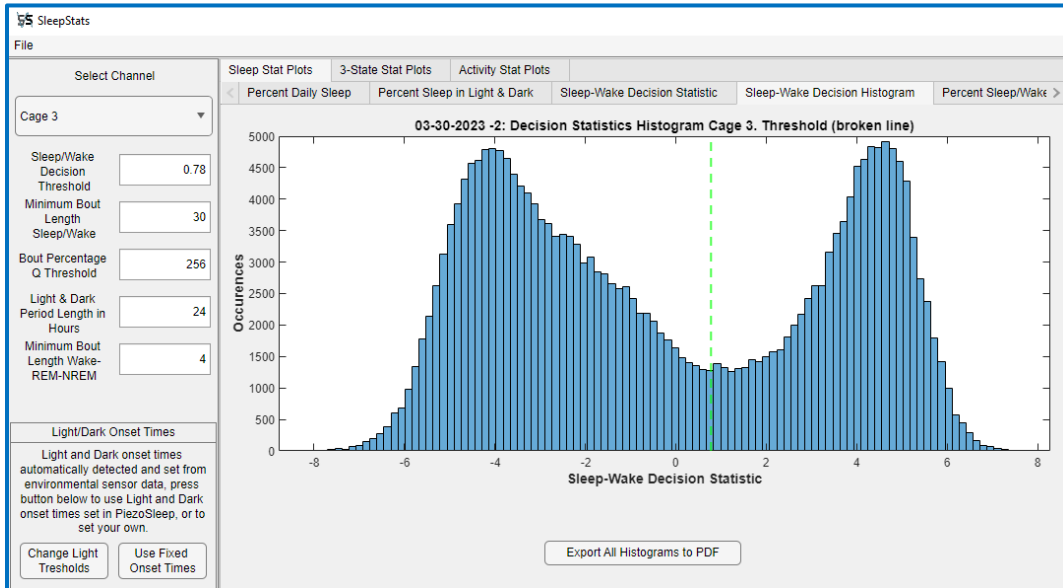 SleepStats
File
Select Channel
Cage 3
Sleep/Wake
Decision
Threshold
0.78
Minimum Bout
Length
Sleep/Wake
30
Bout Percentage
Q Threshold
256
Light & Dark
Period Length in
Hours
24
Minimum Bout
Length Wake-
REM-NREM
4
Light/Dark Onset Times
Light and Dark onset times
automatically detected and set from
environmental sensor data, press
button below to use Light and Dark
onset times set in PiezoSleep, or to
set your own.
Change Light
Tresholds
Use Fixed
Onset Times
Sleep Stat Plots
3-State Stat Plots
Activity Stat Plots
Percent Daily Sleep
Percent Sleep in Light & Dark
Sleep-Wake Decision Statistic
Sleep-Wake Decision Histogram
Percent Sleep/Wake
03-30-2023 -2: Decision Statistics Histogram Cage 3. Threshold (broken line)
Occurences
5000
4500
4000
3500
3000
2500
2000
1500
1000
500
0
-8 -6 -4 -2 0 2 4 6 8
Sleep-Wake Decision Statistic
Export All Histograms to PDF